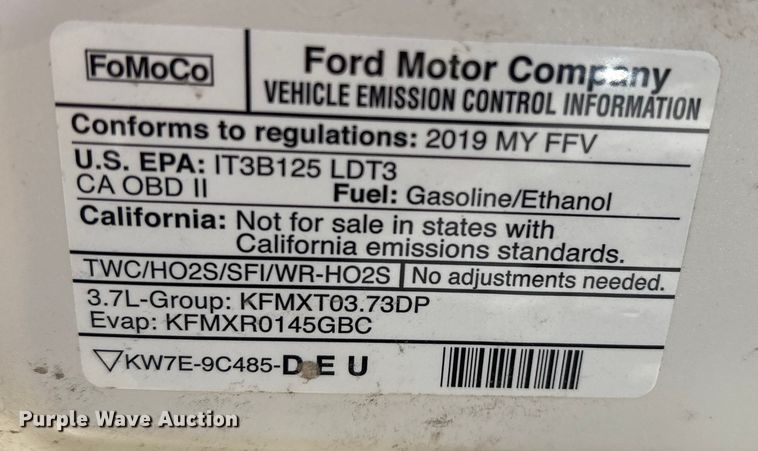 FoMoCo
Ford Motor Company
VEHICLE EMISSION CONTROL INFORMATION
Conforms to regulations: 2019 MY FFV
U.S. EPA: IT3B125 LDT3
CA OBD II Fuel: Gasoline/Ethanol
California: Not for sale in states with
California emissions standards.
TWC/HO2S/SFI/WR-HO2S No adjustments needed.
3.7L-Group: KFMXT03.73DP
Evap: KFMXR0145GBC
KW7E-9C485-DEU
Purple Wave Auction